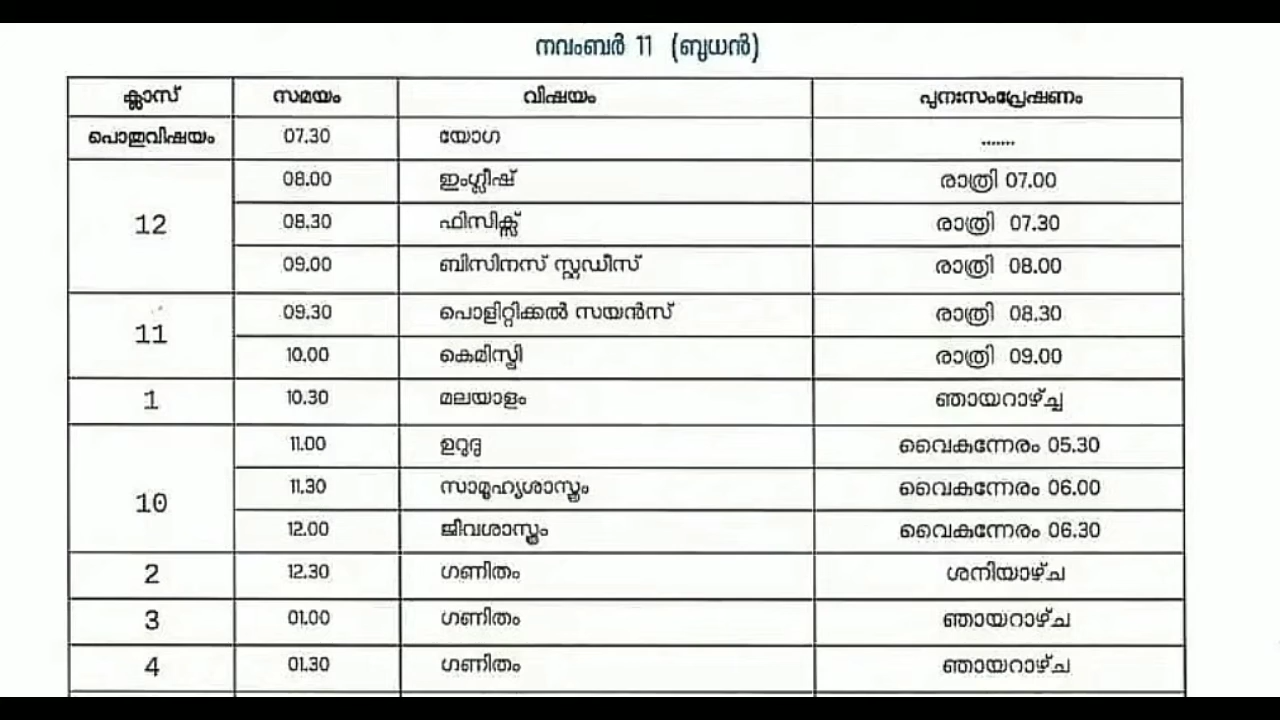 നവംബർ 11 (ബുധൻ)
ക്ലാസ് സമയം വിഷയം പുനഃസംപ്രേഷണം
പൊതുവിഷയം 07.30 യോഗ .......
12 08.00 ഇംഗ്ലീഷ് രാത്രി 07.00
08.30 ഫിസിക്സ് രാത്രി 07.30
09.00 ബിസിനസ് സ്റ്റഡീസ് രാത്രി 08.00
11 09.30 പൊളിറ്റിക്കൽ സയൻസ് രാത്രി 08.30
10.00 കെമിസ്ട്രി രാത്രി 09.00
1 10.30 മലയാളം ഞായറാഴ്ച്ച
10 11.00 ഉറുദു വൈകുന്നേരം 05.30
11.30 സാമൂഹ്യശാസ്ത്രം വൈകുന്നേരം 06.00
12.00 ജീവശാസ്ത്രം വൈകുന്നേരം 06.30
2 12.30 ഗണിതം ശനിയാഴ്ച
3 01.00 ഗണിതം ഞായറാഴ്ച
4 01.30 ഗണിതം ഞായറാഴ്ച